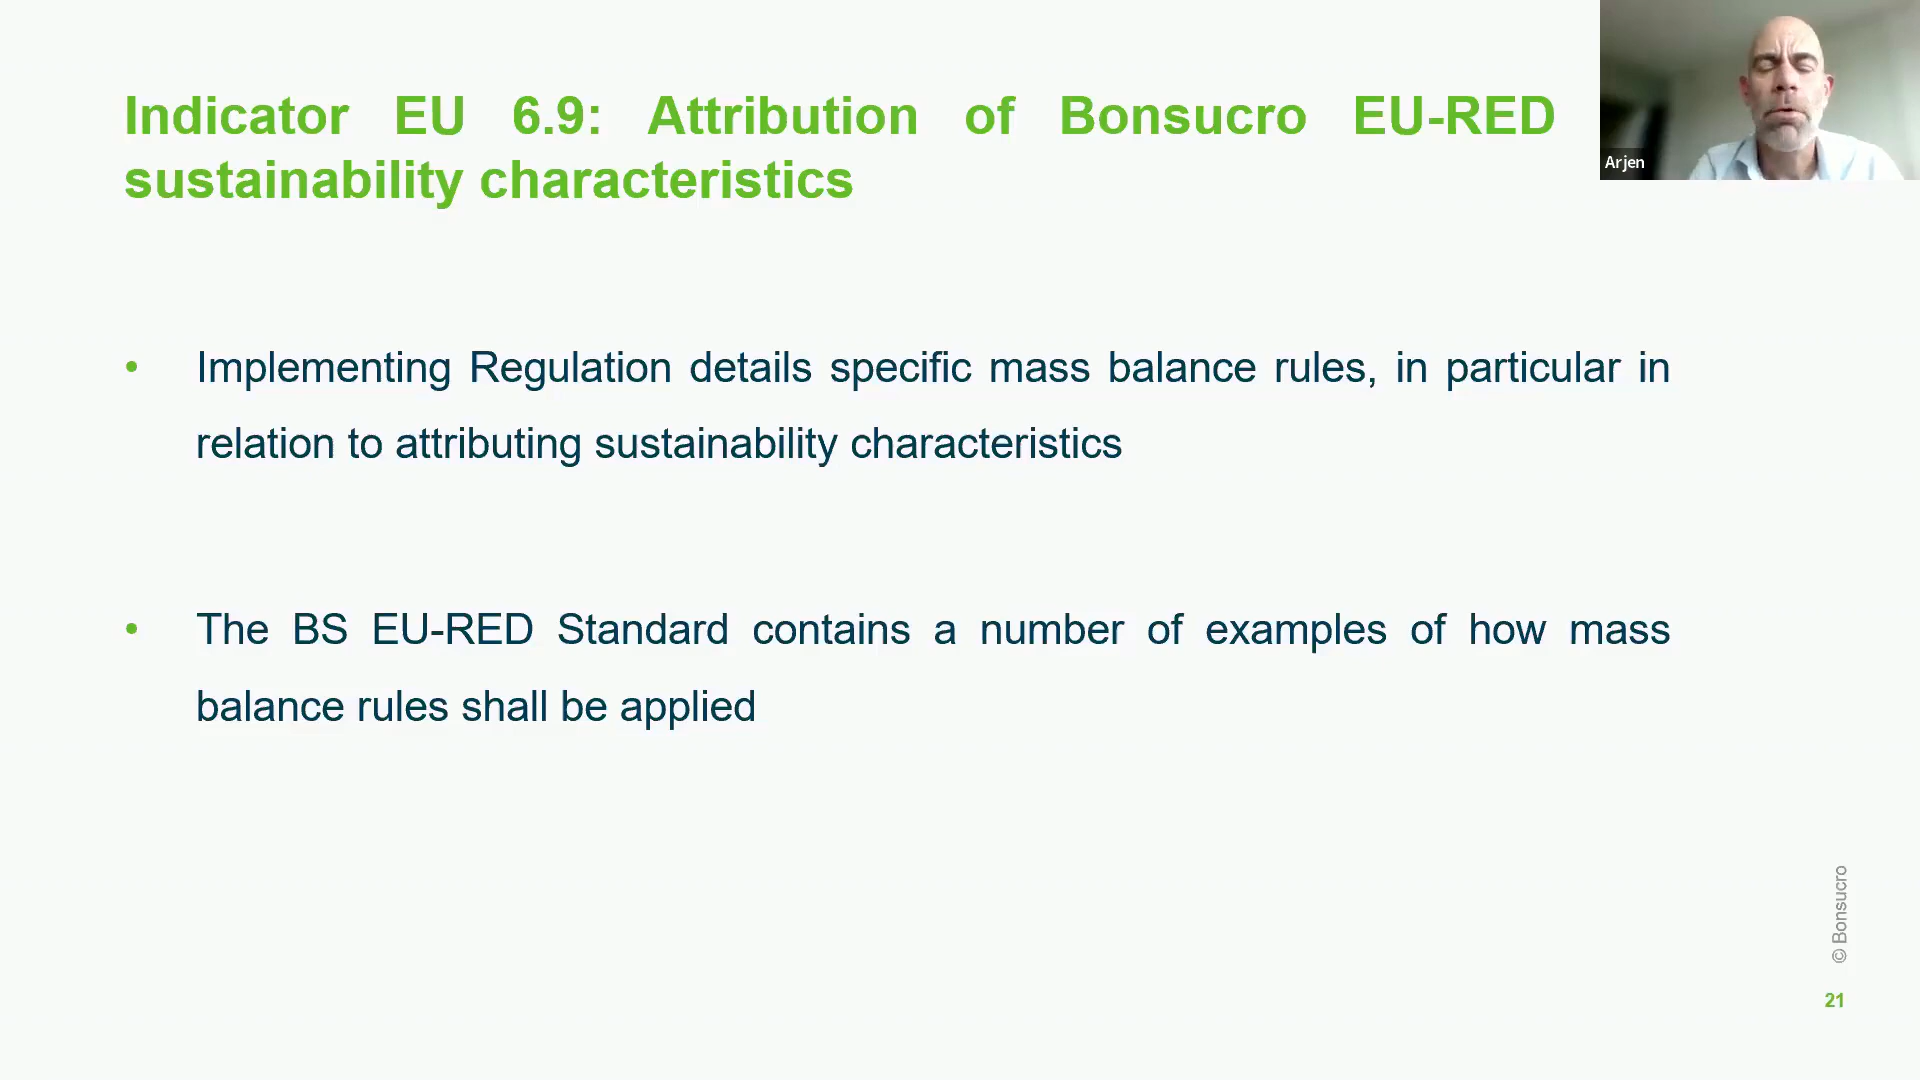 Indicator EU 6.9: Attribution of Bonsucro EU-RED
sustainability characteristics
Arjen
• Implementing Regulation details specific mass balance rules, in particular in
relation to attributing sustainability characteristics
• The BS EU-RED Standard contains a number of examples of how mass
balance rules shall be applied
© Bonsucro
21